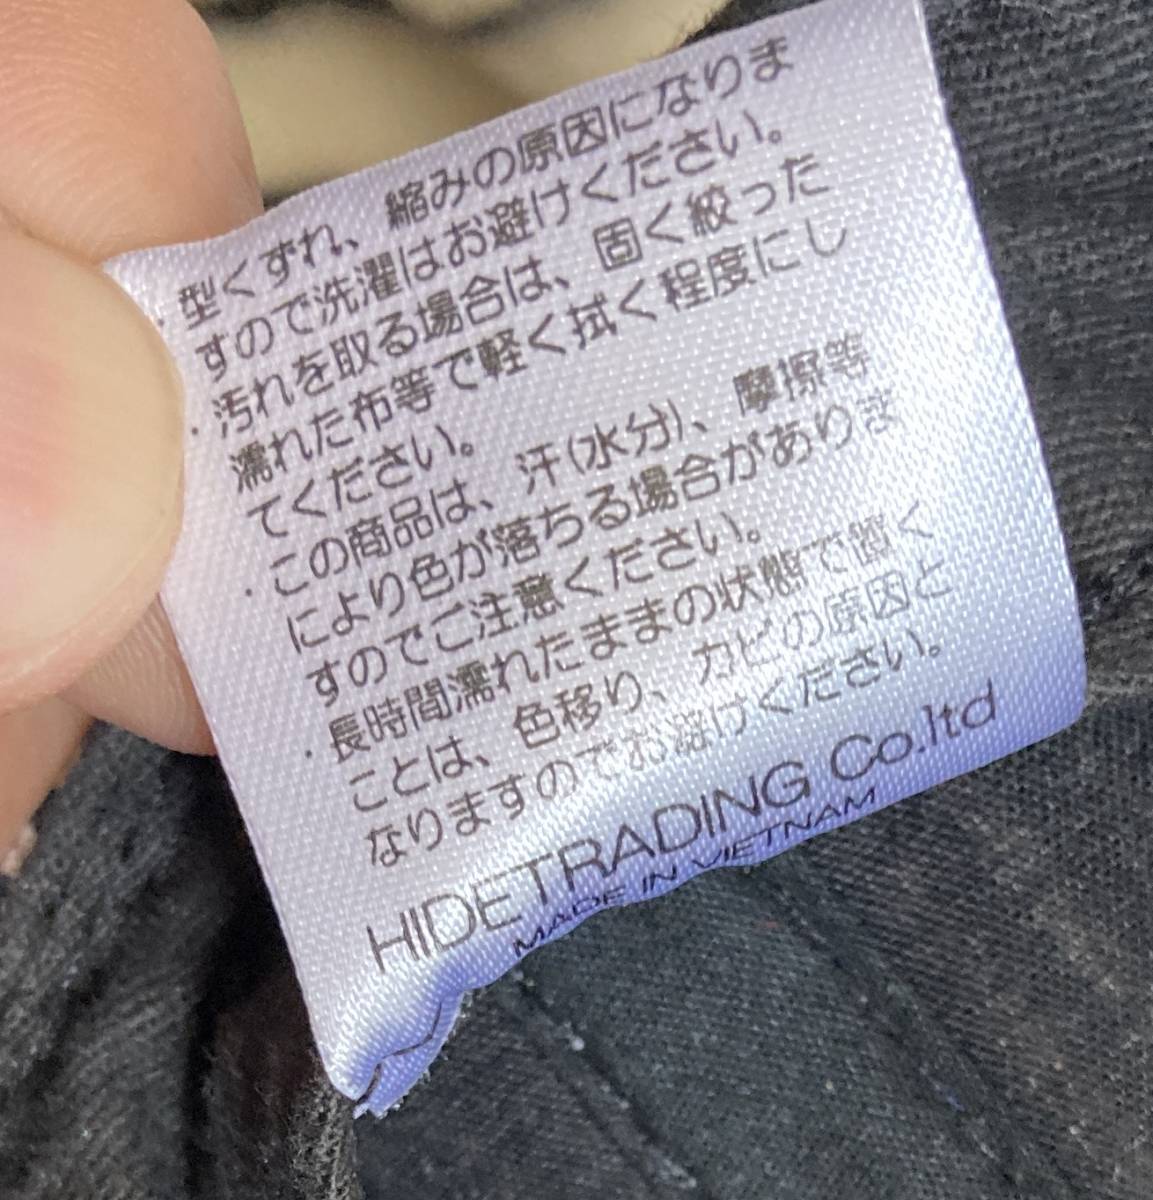 ・型くずれ、縮みの原因になりま
すので洗濯はお避けください。
・汚れを取る場合は、固く絞った
濡れた布等で軽く拭く程度にし
てください。
・この商品は、汗(水分)、摩擦等
により色が落ちる場合がありま
すのでご注意ください。
・長時間濡れたままの状態で置く
ことは、色移り、カビの原因と
なりますのでお避けください。
HIDETRADING Co.ltd
MADE IN VIETNAM